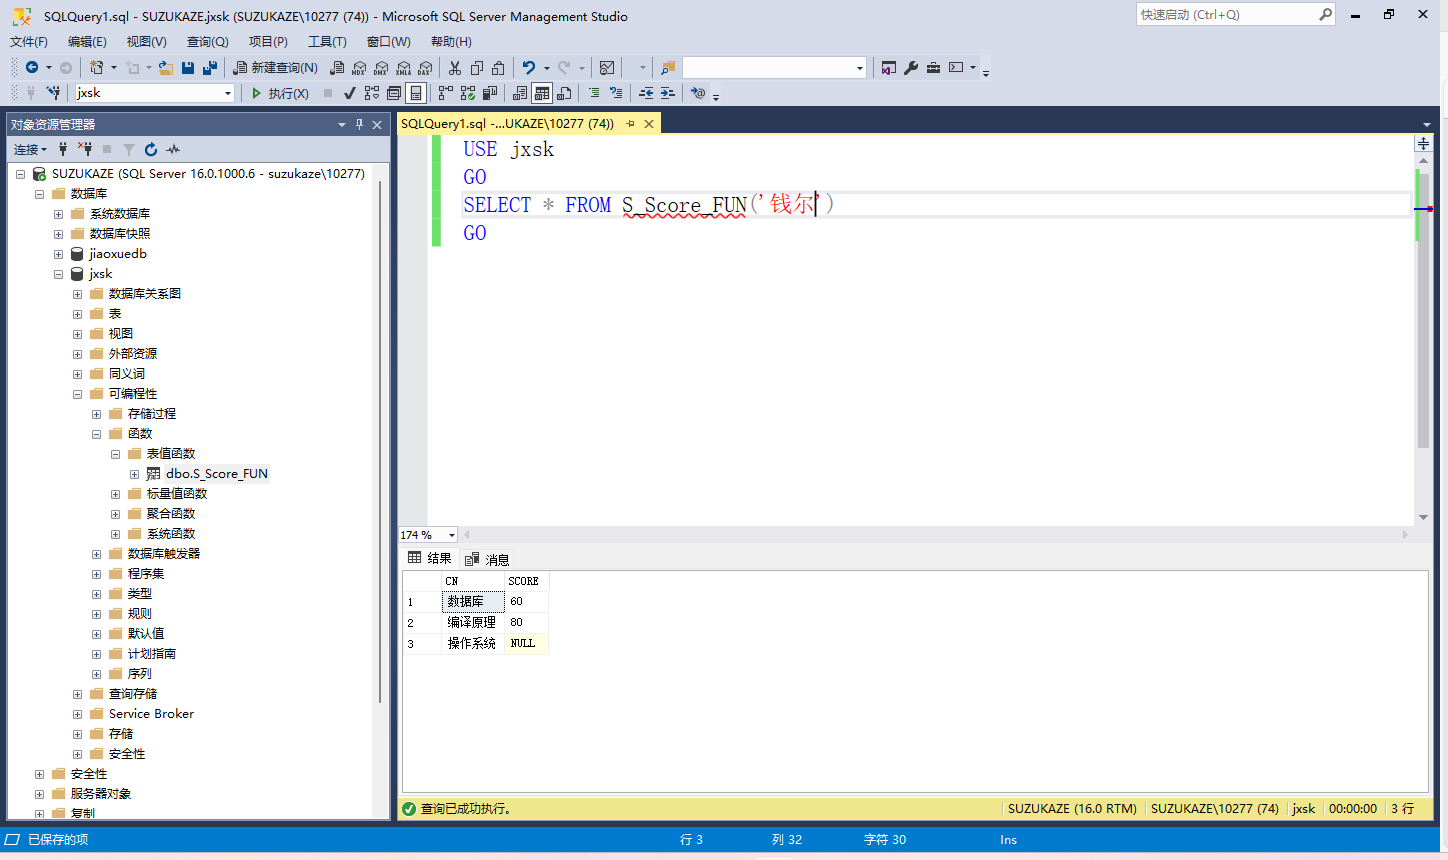 SQLQuery1.sql - SUZUKAZE.jxsk (SUZUKAZE\10277 (74)) - Microsoft SQL Server Management Studio
快速启动 (Ctrl+Q)
文件(F) 编辑(E) 视图(V) 查询(Q) 项目(P) 工具(T) 窗口(W) 帮助(H)
新建查询(N) MDX DMX XMLA DAX
jxsk 执行(X)
对象资源管理器
连接
SUZUKAZE (SQL Server 16.0.1000.6 - suzukaze\10277)
数据库
系统数据库
数据库快照
jiaoxuedb
jxsk
数据库关系图
表
视图
外部资源
同义词
可编程性
存储过程
函数
表值函数
dbo.S_Score_FUN
标量值函数
聚合函数
系统函数
数据库触发器
程序集
类型
规则
默认值
计划指南
序列
查询存储
Service Broker
存储
安全性
安全性
服务器对象
复制
SQLQuery1.sql -...UKAZE\10277 (74))
USE jxsk
GO
SELECT * FROM S_Score_FUN('钱尔')
GO
174 %
结果 消息
CN SCORE
1 数据库 60
2 编译原理 80
3 操作系统 NULL
查询已成功执行。 SUZUKAZE (16.0 RTM) SUZUKAZE\10277 (74) jxsk 00:00:00 3 行
已保存的项 行 3 列 32 字符 30 Ins